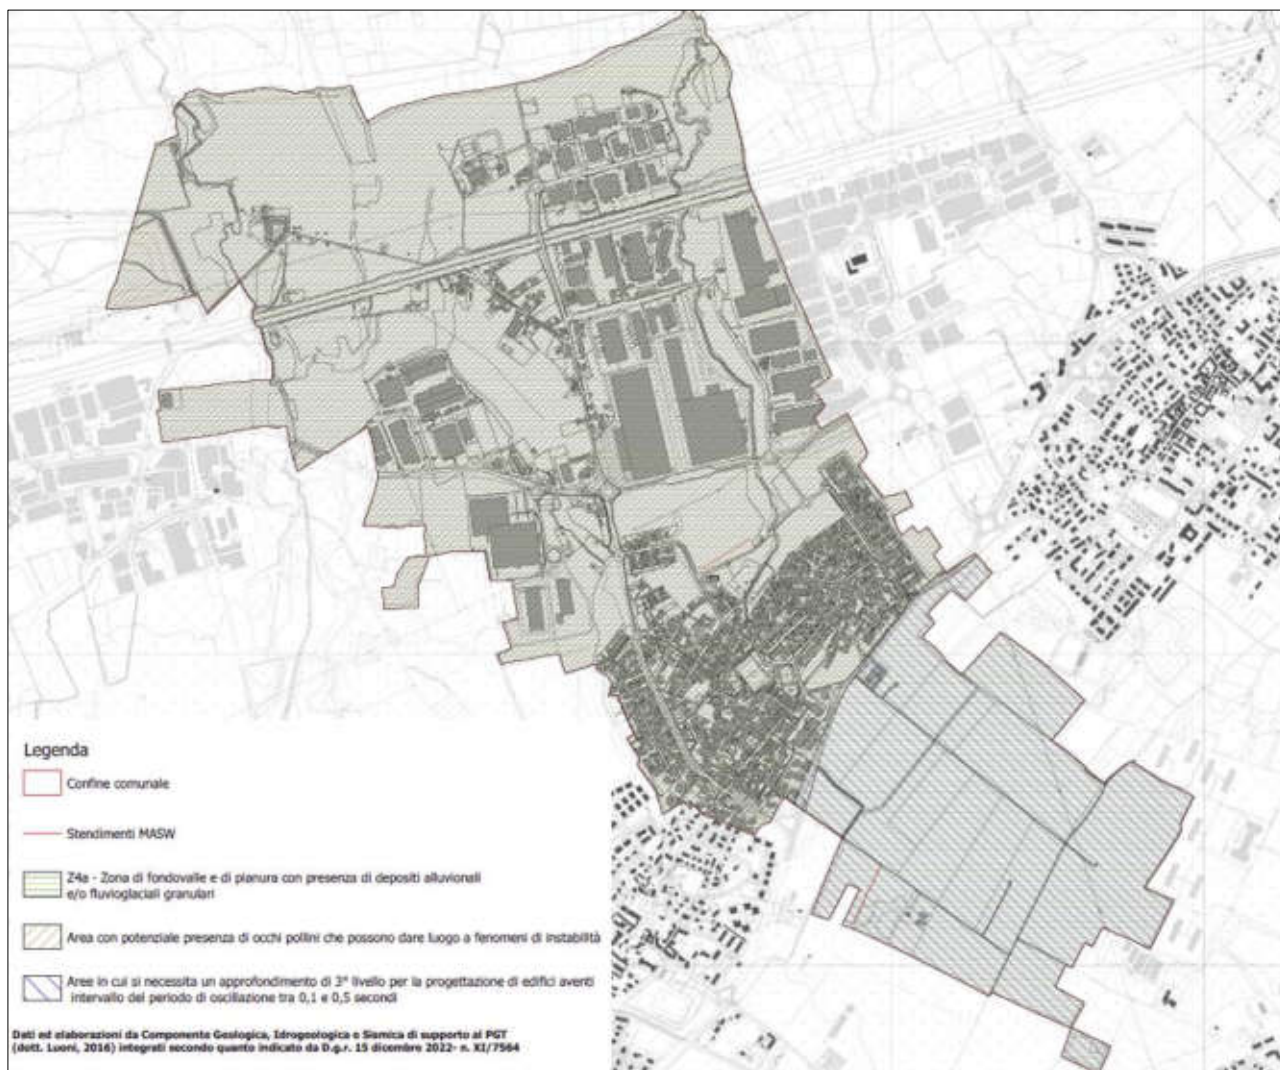 Legenda
Confine comunale
Stendimenti MASW
Z4a - Zona di fondovalle e di pianura con presenza di depositi alluvionali
e/o fluvioglaciali granulari
Area con potenziale presenza di occhi pollini che possono dare luogo a fenomeni di instabilità
Aree in cui si necessita un approfondimento di 3° livello per la progettazione di edifici aventi
intervallo del periodo di oscillazione tra 0,1 e 0,5 secondi
Dati ed elaborazioni da Componente Geologica, Idrogeologica e Sismica di supporto al PGT
(dott. Luoni, 2016) integrati secondo quanto indicato da D.g.r. 15 dicembre 2022- n. XI/7564